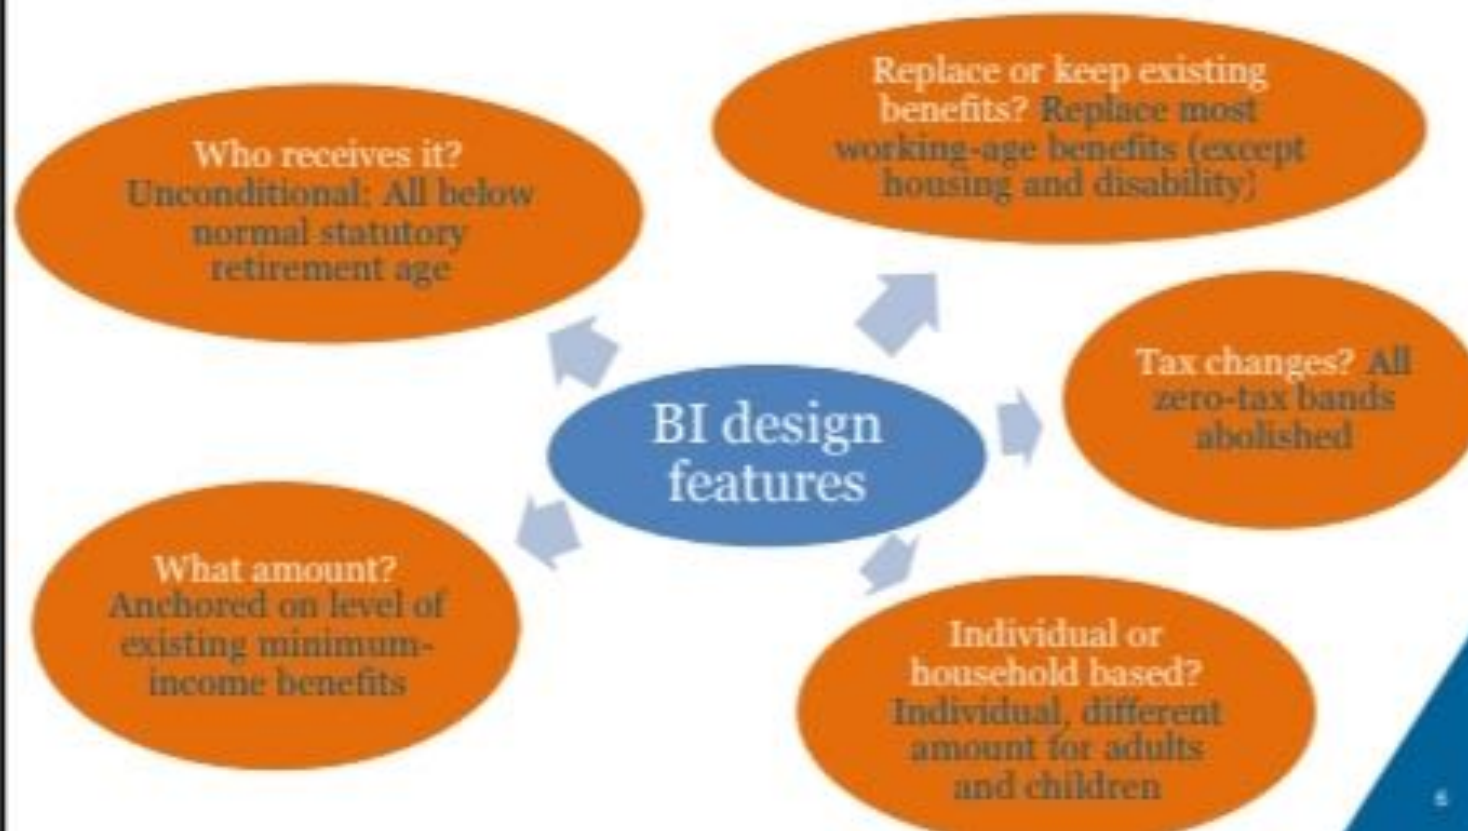 Who receives it?
Unconditional: All below
normal statutory
retirement age
Replace or keep existing
benefits? Replace most
working-age benefits (except
housing and disability)
Tax changes? All
zero-tax bands
abolished
BI design
features
What amount?
Anchored on level of
existing minimum-
income benefits
Individual or
household based?
Individual, different
amount for adults
and children